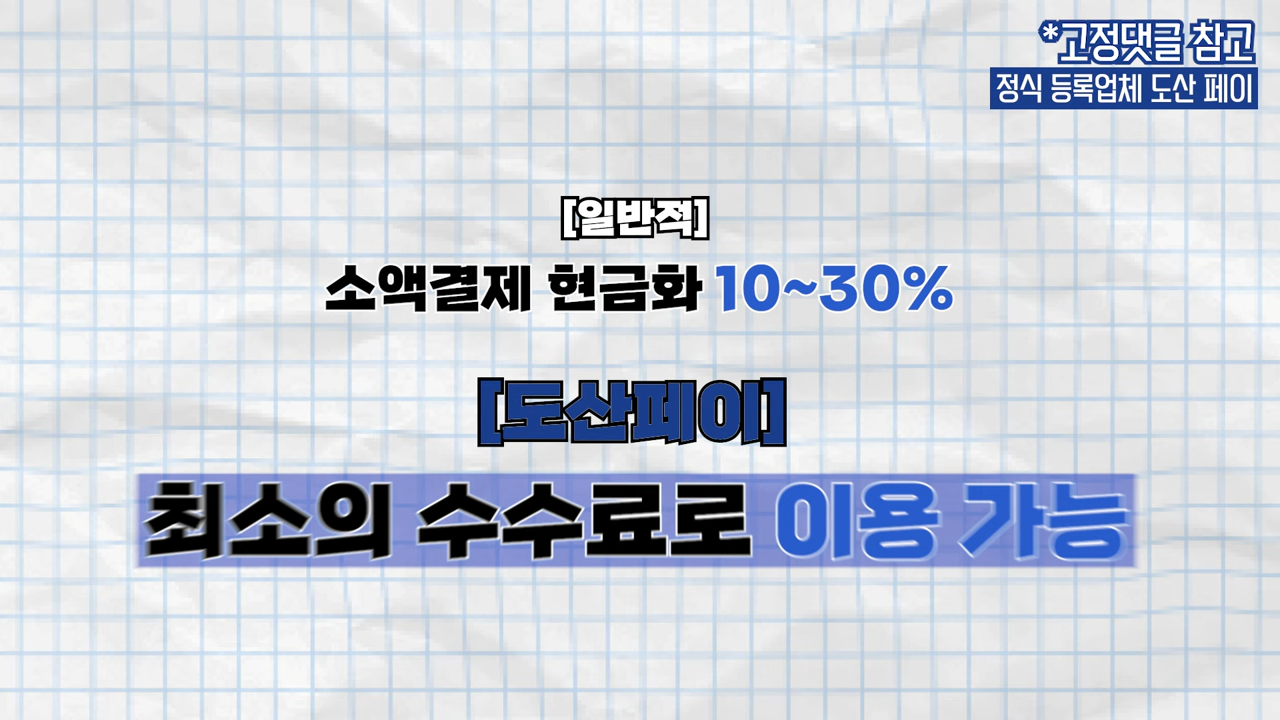 *고정댓글 참고
정식 등록업체 도산 페이
[일반적]
소액결제 현금화 10~30%
[도산페이]
최소의 수수료로 이용 가능